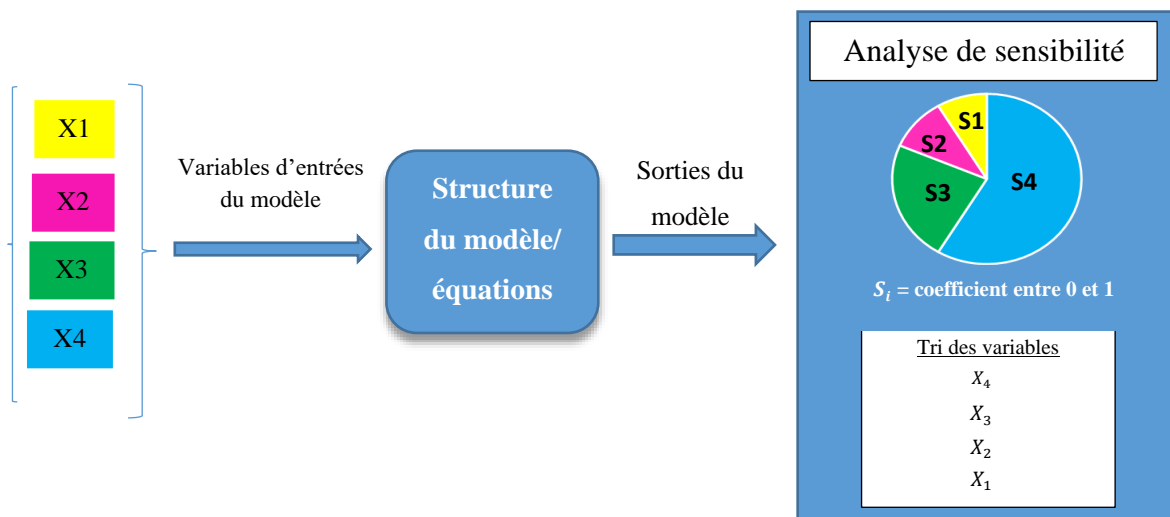 X1
X2
X3
X4
Variables d’entrées
du modèle
Structure
du modèle/
équations
Sorties du
modèle
Analyse de sensibilité
S1
S2
S3
S4
𝑆𝑖 = coefficient entre 0 et 1
Tri des variables
𝑋4
𝑋3
𝑋2
𝑋1